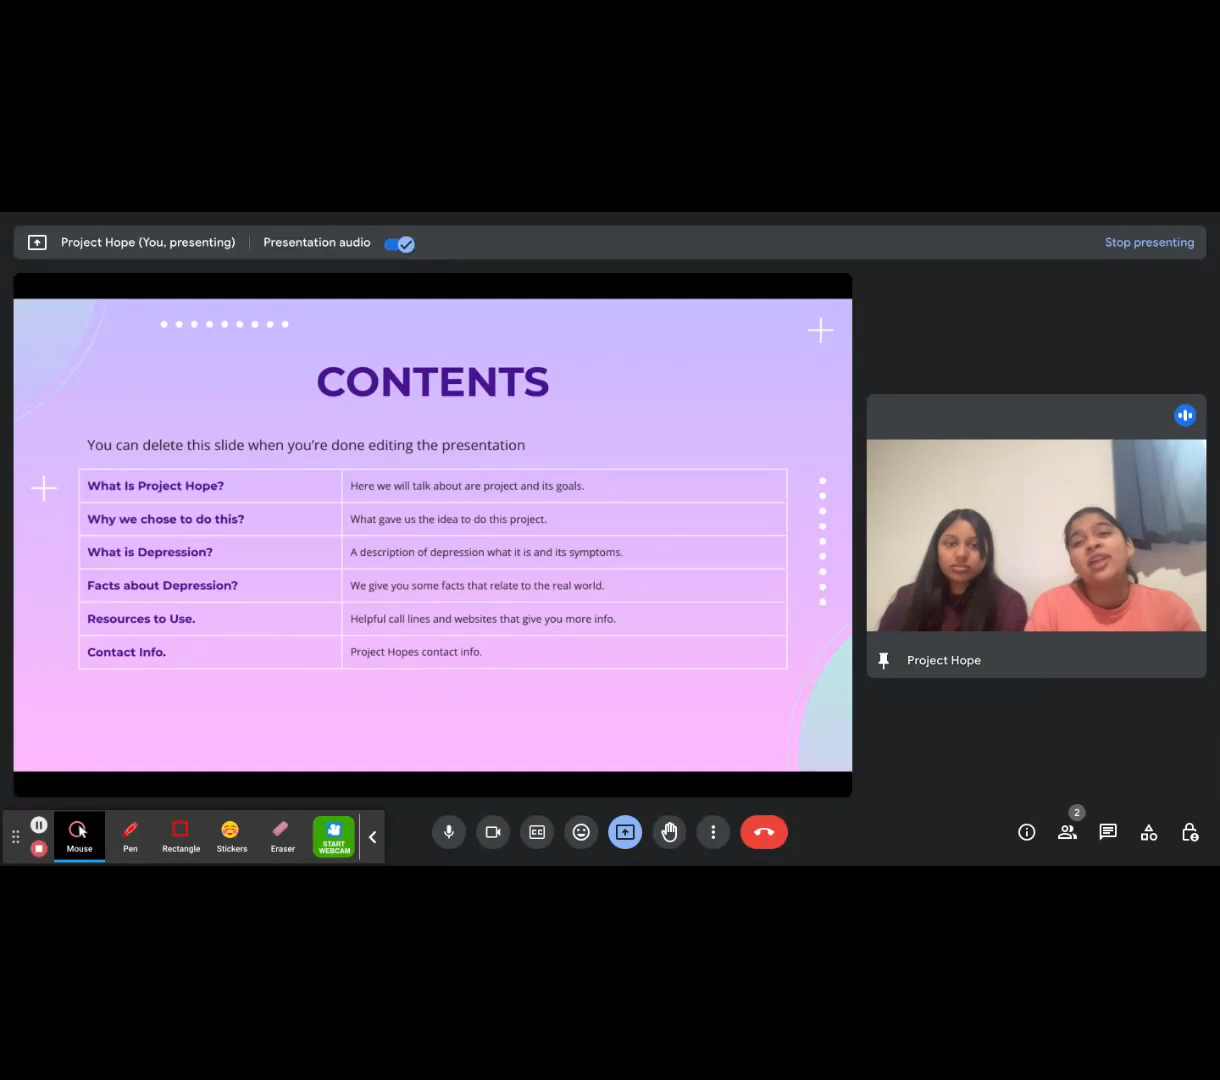 Project Hope (You, presenting)
Presentation audio
Stop presenting
CONTENTS
You can delete this slide when you're done editing the presentation
What Is Project Hope?
Here we will talk about are project and its goals.
Why we chose to do this?
What gave us the idea to do this project.
What is Depression?
A description of depression what it is and its symptoms.
Facts about Depression?
We give you some facts that relate to the real world.
Resources to Use.
Helpful call lines and websites that give you more info.
Contact Info.
Project Hopes contact info.
Project Hope
Mouse
Pen
Rectangle
Stickers
Eraser
START
WEBCAM
CC
2